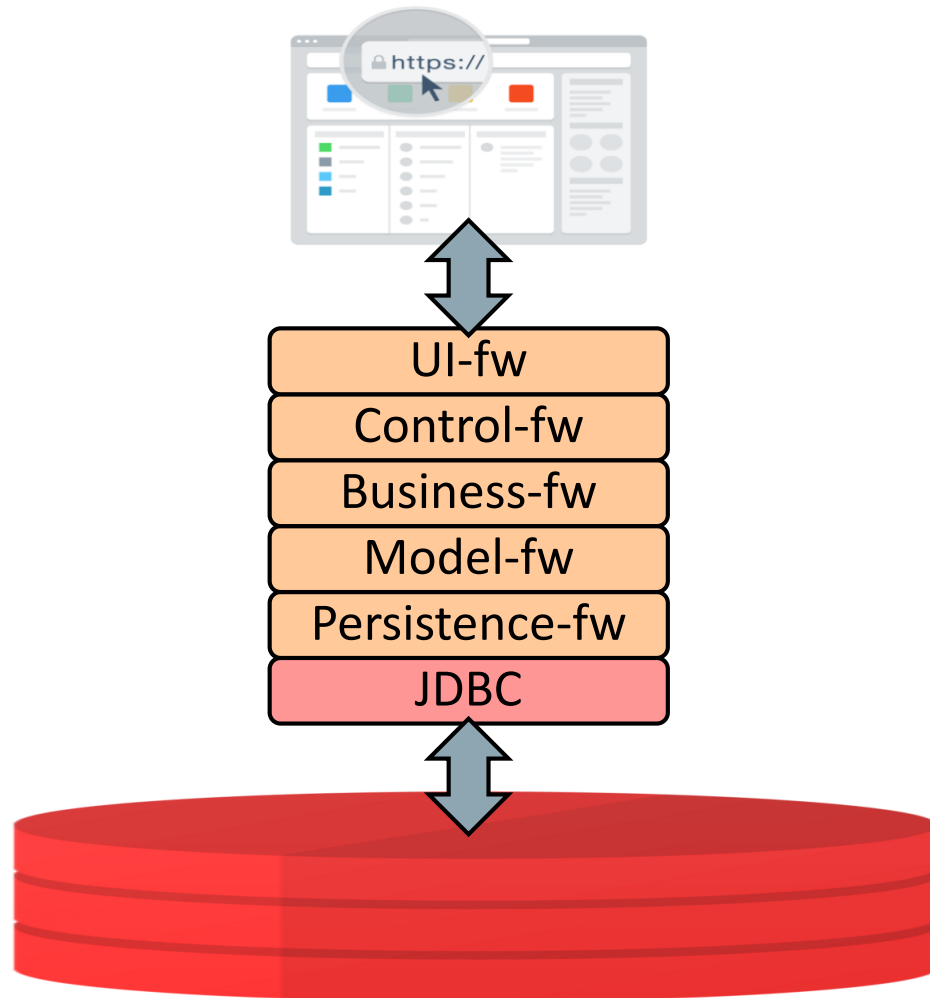 https://
UI-fw
Control-fw
Business-fw
Model-fw
Persistence-fw
JDBC